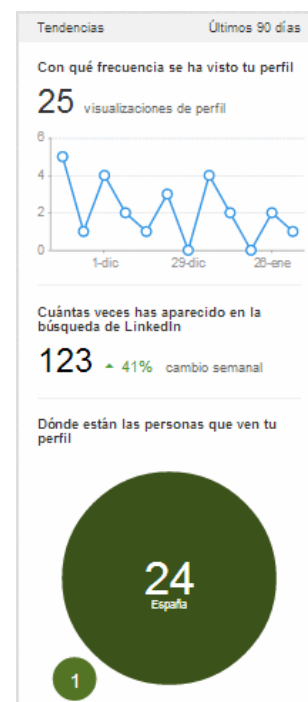 Tendencias Últimos 90 días
Con qué frecuencia se ha visto tu perfil
25 visualizaciones de perfil
6
4
2
0
1-dic 29-dic 26-ene
Cuántas veces has aparecido en la
búsqueda de LinkedIn
123 41% cambio semanal
Dónde están las personas que ven tu
perfil
24
España
1